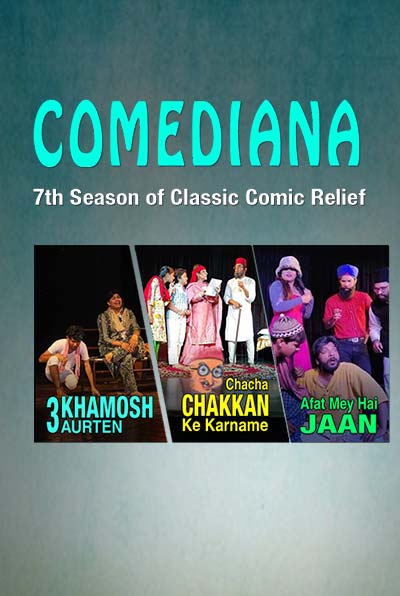 COMEDIANA
7th Season of Classic Comic Relief
3 KHAMOSH
AURTEN
Chacha
CHAKKAN
Ke Karname
Afat Mey Hai
JAAN